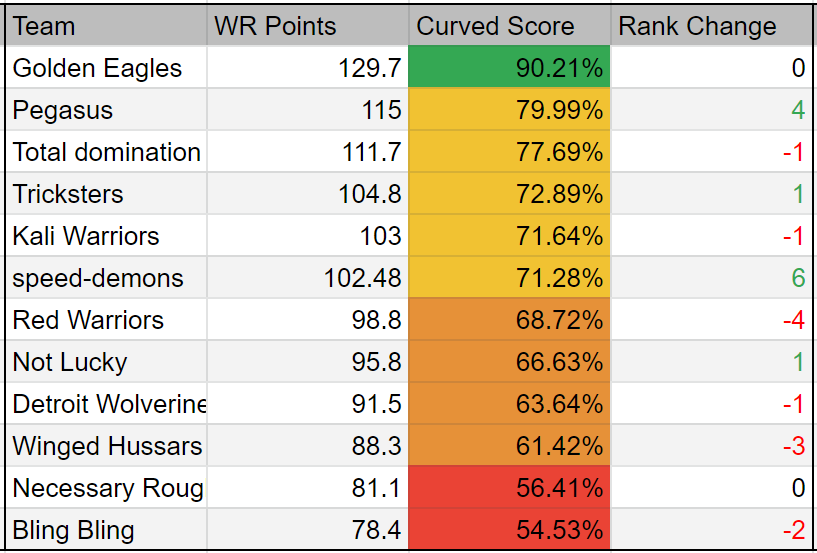 Team WR Points Curved Score Rank Change
Golden Eagles 129.7 90.21% 0
Pegasus 115 79.99% 4
Total domination 111.7 77.69% -1
Tricksters 104.8 72.89% 1
Kali Warriors 103 71.64% -1
speed-demons 102.48 71.28% 6
Red Warriors 98.8 68.72% -4
Not Lucky 95.8 66.63% 1
Detroit Wolverine 91.5 63.64% -1
Winged Hussars 88.3 61.42% -3
Necessary Roug 81.1 56.41% 0
Bling Bling 78.4 54.53% -2